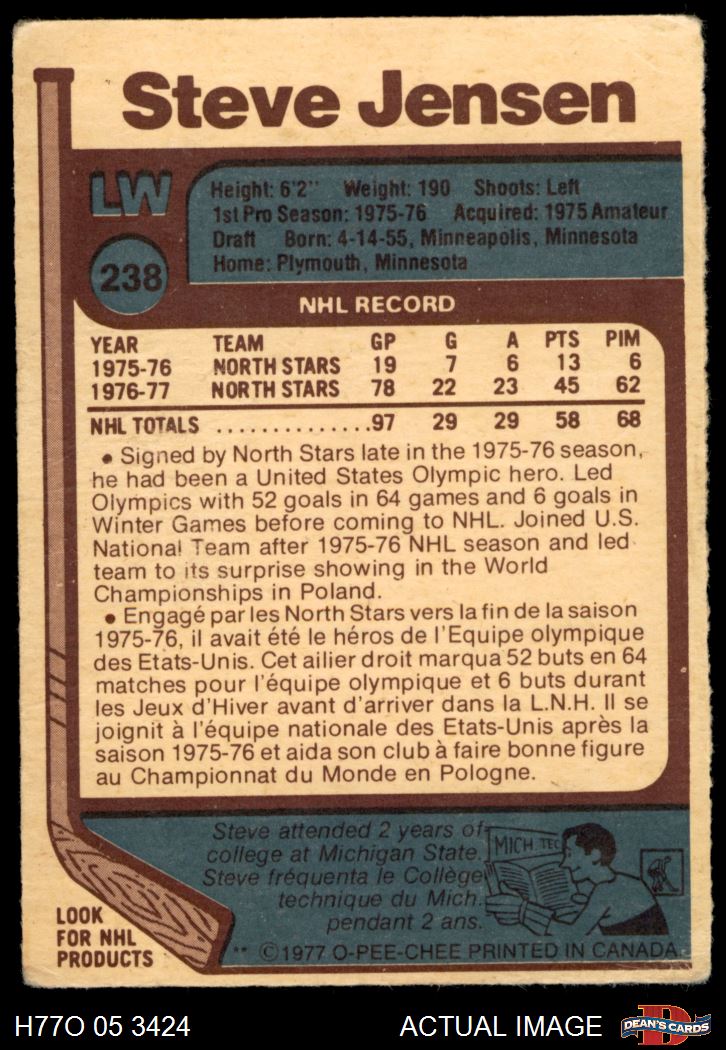 Steve Jensen
LW
238
Height: 6'2" Weight: 190 Shoots: Left
1st Pro Season: 1975-76 Acquired: 1975 Amateur
Draft Born: 4-14-55, Minneapolis, Minnesota
Home: Plymouth, Minnesota
NHL RECORD
YEAR TEAM GP G A PTS PIM
1975-76 NORTH STARS 19 7 6 13 6
1976-77 NORTH STARS 78 22 23 45 62
NHL TOTALS ..............97 29 29 58 68
• Signed by North Stars late in the 1975-76 season,
he had been a United States Olympic hero. Led
Olympics with 52 goals in 64 games and 6 goals in
Winter Games before coming to NHL. Joined U.S.
National Team after 1975-76 NHL season and led
team to its surprise showing in the World
Championships in Poland.
• Engagé par les North Stars vers la fin de la saison
1975-76, il avait été le héros de l'Equipe olympique
des Etats-Unis. Cet ailier droit marqua 52 buts en 64
matches pour l'équipe olympique et 6 buts durant
les Jeux d'Hiver avant d'arriver dans la L.N.H. Il se
joignit à l'équipe nationale des Etats-Unis après la
saison 1975-76 et aida son club à faire bonne figure
au Championnat du Monde en Pologne.
Steve attended 2 years of
college at Michigan State.
Steve fréquenta le Collège
technique du Mich.
pendant 2 ans.
MICH. TEC
LOOK
FOR NHL
PRODUCTS
** ©1977 O-PEE-CHEE PRINTED IN CANADA
H77O 05 3424
ACTUAL IMAGE
D
DEAN'S CARDS